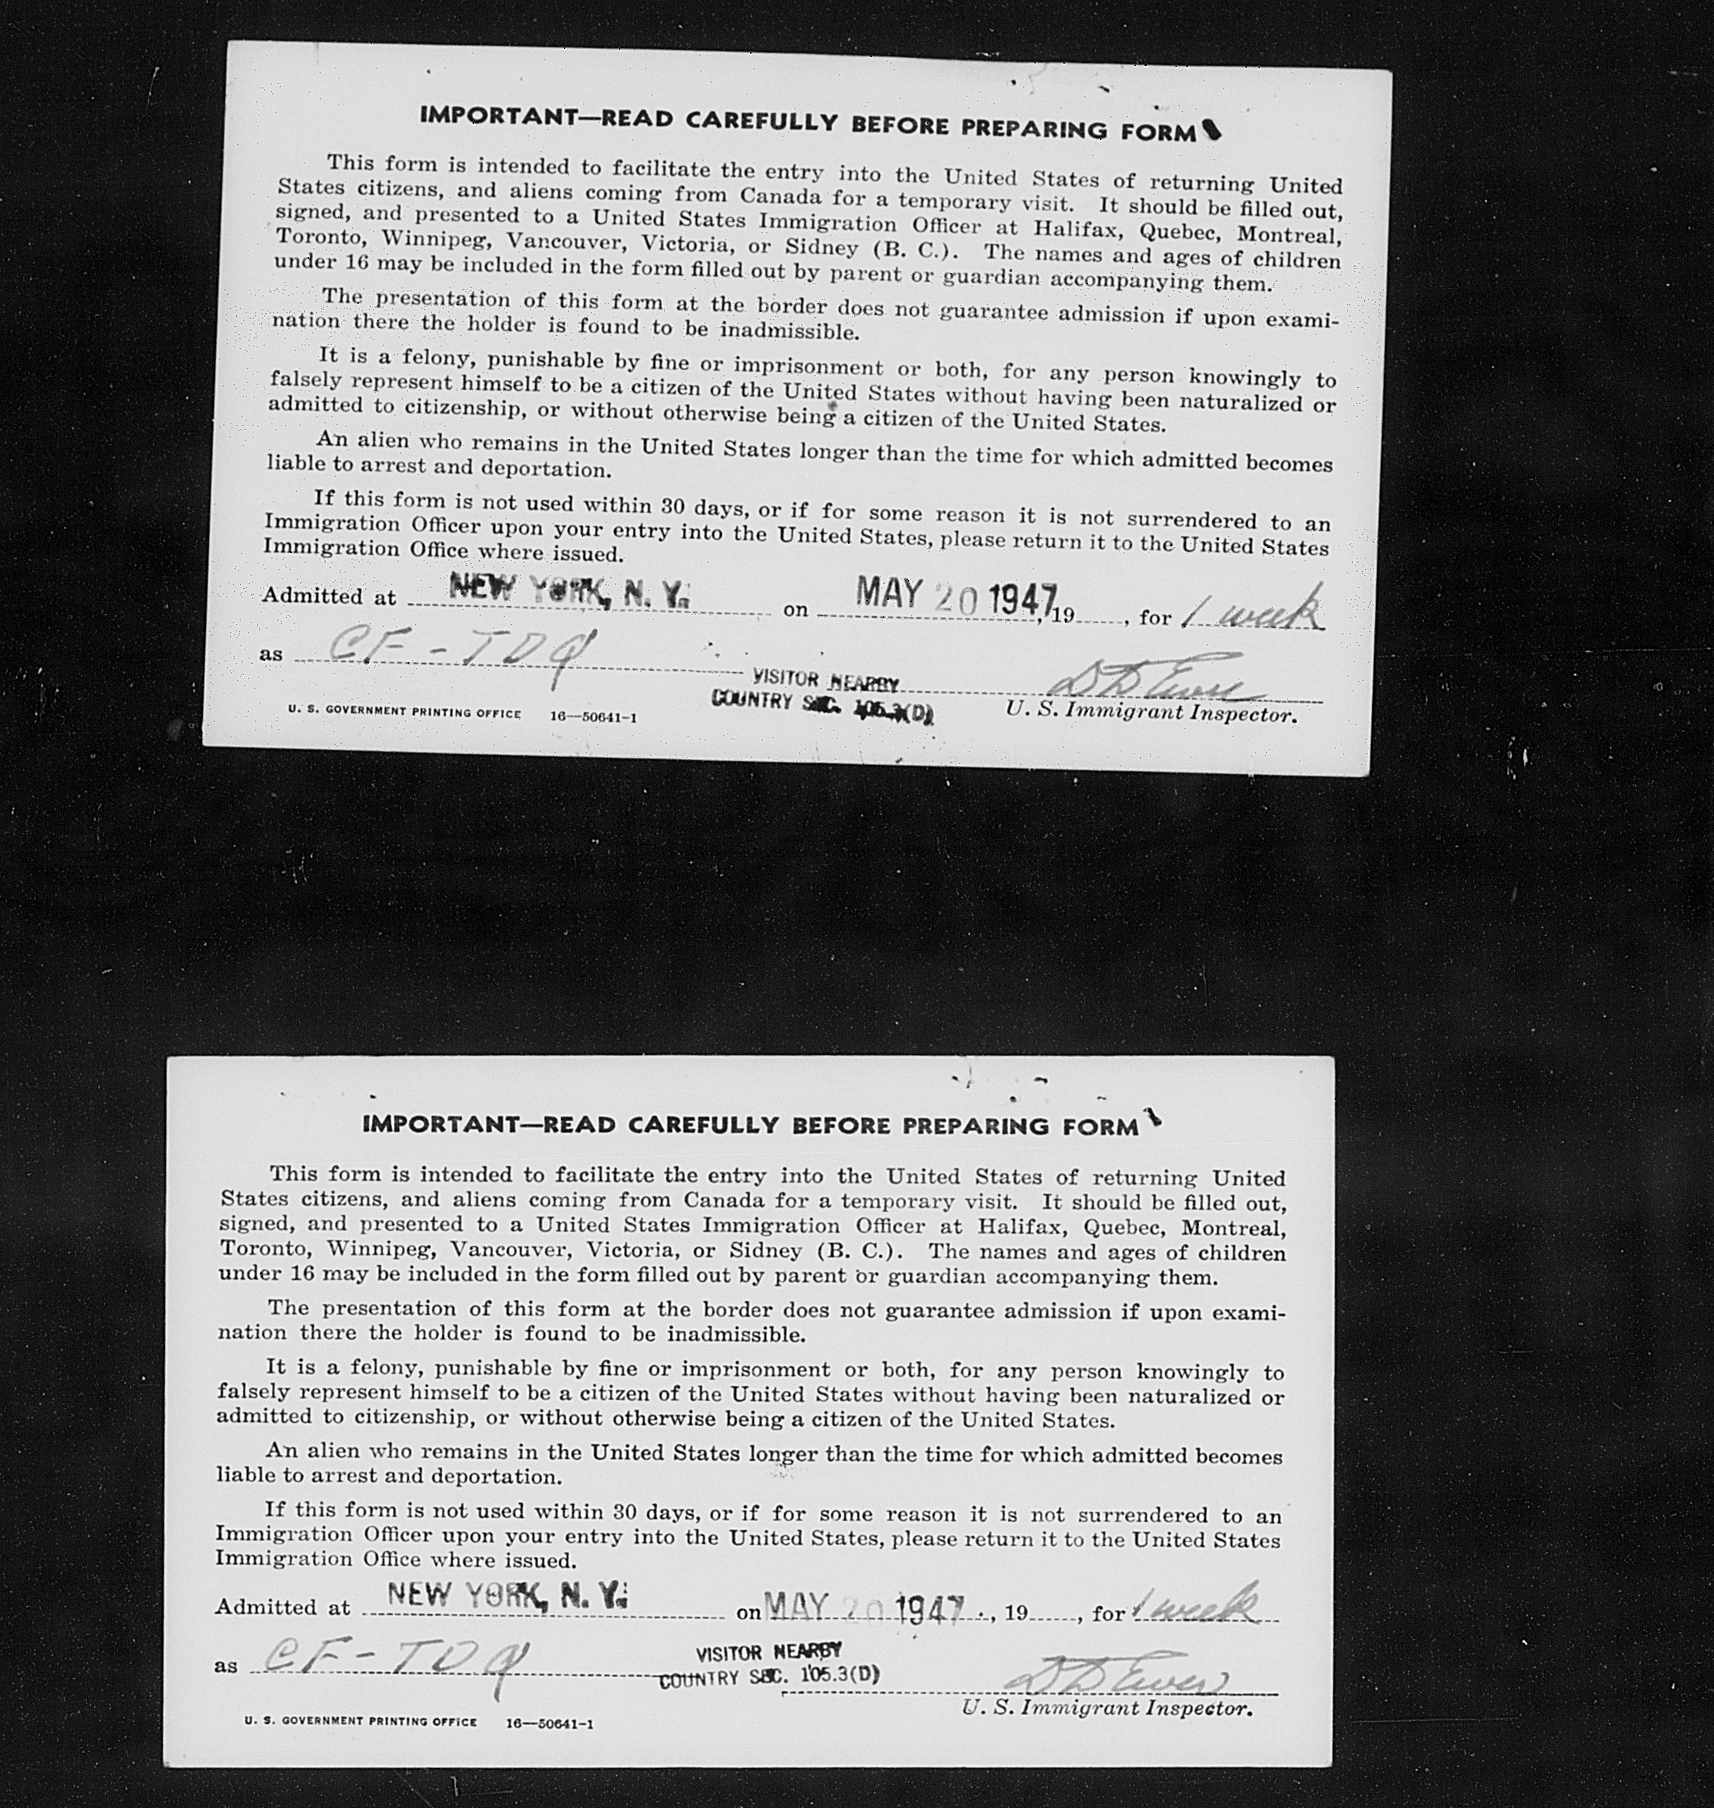 IMPORTANT—READ CAREFULLY BEFORE PREPARING FORM
This form is intended to facilitate the entry into the United States of returning United
States citizens, and aliens coming from Canada for a temporary visit. It should be filled out,
signed, and presented to a United States Immigration Officer at Halifax, Quebec, Montreal,
Toronto, Winnipeg, Vancouver, Victoria, or Sidney (B. C.). The names and ages of children
under 16 may be included in the form filled out by parent or guardian accompanying them.
The presentation of this form at the border does not guarantee admission if upon exami-
nation there the holder is found to be inadmissible.
It is a felony, punishable by fine or imprisonment or both, for any person knowingly to
falsely represent himself to be a citizen of the United States without having been naturalized or
admitted to citizenship, or without otherwise being a citizen of the United States.
An alien who remains in the United States longer than the time for which admitted becomes
liable to arrest and deportation.
If this form is not used within 30 days, or if for some reason it is not surrendered to an
Immigration Officer upon your entry into the United States, please return it to the United States
Immigration Office where issued.
Admitted at NEW YORK, N. Y. on MAY 20 1947, 19, for 1 week
as CF-TDQ
VISITOR NEARBY
COUNTRY SEC. 105.3(D)
U. S. Immigrant Inspector.
U. S. GOVERNMENT PRINTING OFFICE 16—50641-1
IMPORTANT—READ CAREFULLY BEFORE PREPARING FORM
This form is intended to facilitate the entry into the United States of returning United
States citizens, and aliens coming from Canada for a temporary visit. It should be filled out,
signed, and presented to a United States Immigration Officer at Halifax, Quebec, Montreal,
Toronto, Winnipeg, Vancouver, Victoria, or Sidney (B. C.). The names and ages of children
under 16 may be included in the form filled out by parent or guardian accompanying them.
The presentation of this form at the border does not guarantee admission if upon exami-
nation there the holder is found to be inadmissible.
It is a felony, punishable by fine or imprisonment or both, for any person knowingly to
falsely represent himself to be a citizen of the United States without having been naturalized or
admitted to citizenship, or without otherwise being a citizen of the United States.
An alien who remains in the United States longer than the time for which admitted becomes
liable to arrest and deportation.
If this form is not used within 30 days, or if for some reason it is not surrendered to an
Immigration Officer upon your entry into the United States, please return it to the United States
Immigration Office where issued.
Admitted at NEW YORK, N. Y. on MAY 20 1947, 19, for 1 week
as CF-TDQ
VISITOR NEARBY
COUNTRY SEC. 105.3(D)
U. S. Immigrant Inspector.
U. S. GOVERNMENT PRINTING OFFICE 16—50641-1